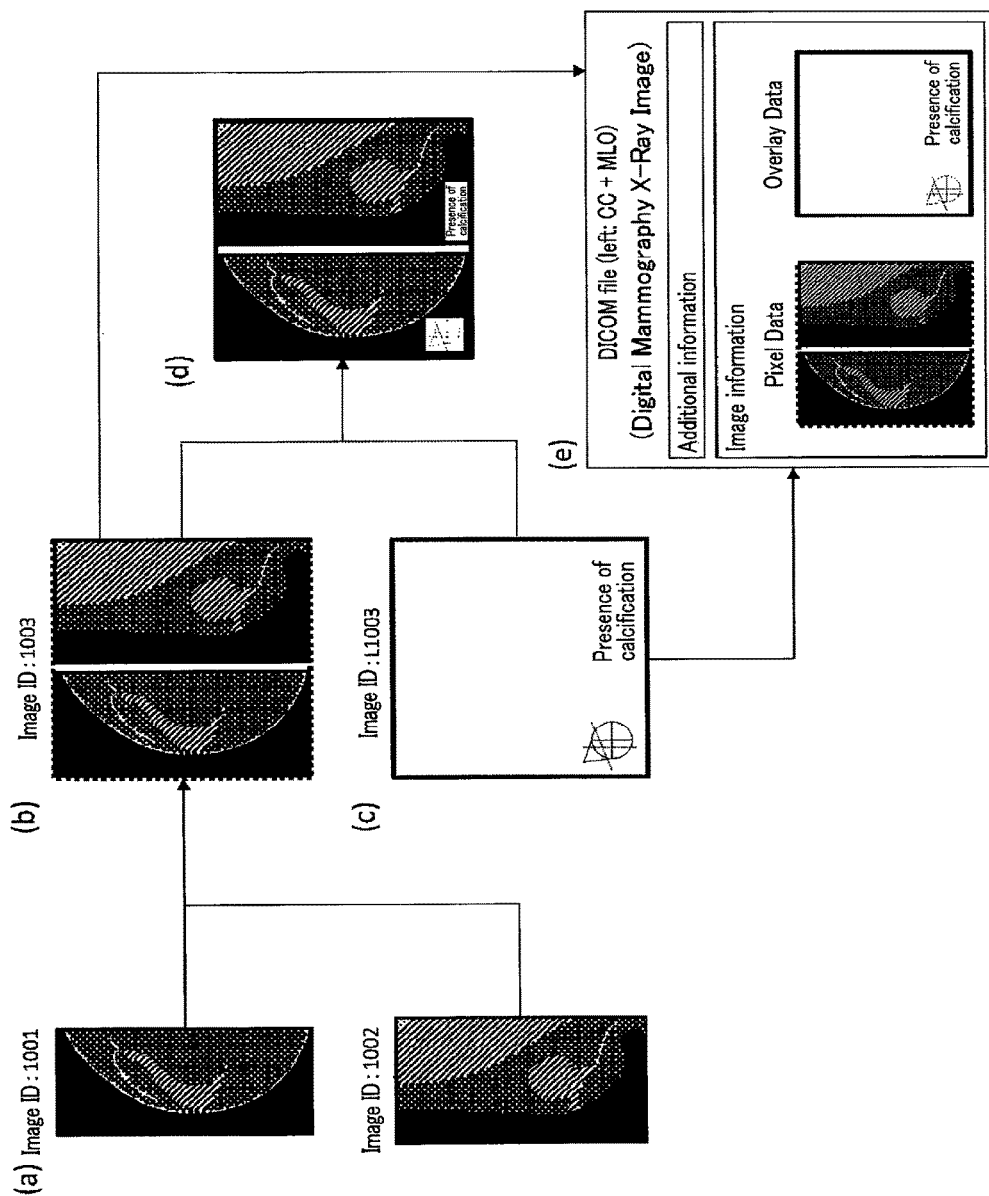 (a)
Image ID : 1001
Image ID : 1002
(b)
Image ID : 1003
(c)
Image ID : L1003
Presence of
calcification
(d)
Presence of
calcification
(e)
DICOM file (left: CC + MLO)
(Digital Mammography X-Ray Image)
Additional information
Image information
Pixel Data
Overlay Data
Presence of
calcification